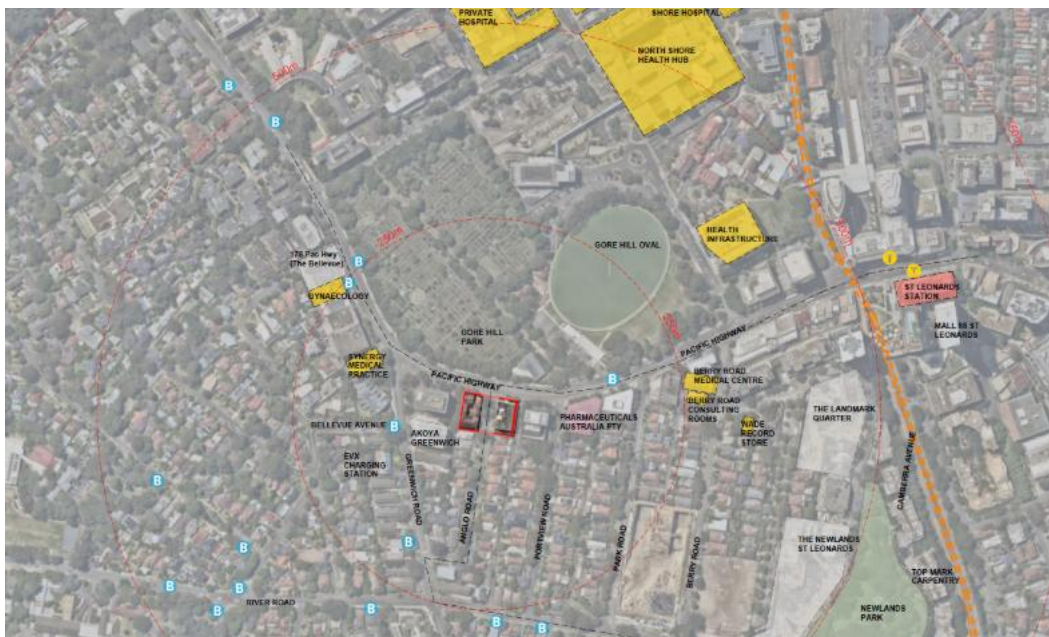 PRIVATE
HOSPITAL
SHORE HOSPITAL
NORTH SHORE
HEALTH HUB
B
500m
B
HEALTH
INFRASTRUCTURE
GORE HILL OVAL
250m
176 Pac Hwy
(The Bellevue)
B
B
GYNAECOLOGY
T
ST LEONARDS
STATION
MALL 88 ST
LEONARDS
GORE HILL
PARK
PACIFIC HIGHWAY
250m
SYNERGY
MEDICAL
PRACTICE
PACIFIC HIGHWAY
B
BERRY ROAD
MEDICAL CENTRE
BERRY ROAD
CONSULTING
ROOMS
PHARMACEUTICALS
AUSTRALIA PTY
THE LANDMARK
QUARTER
WADE
RECORD
STORE
BELLEVUE AVENUE
B
AKOYA
GREENWICH
EVX
CHARGING
STATION
GREENWICH ROAD
ANGLO ROAD
PORTVIEW ROAD
PARK ROAD
BERRY ROAD
CANBERRA AVENUE
B
B
B
THE NEWLANDS
ST LEONARDS
TOP MARK
CARPENTRY
B
B
B
RIVER ROAD
B
B
B
NEWLANDS
PARK